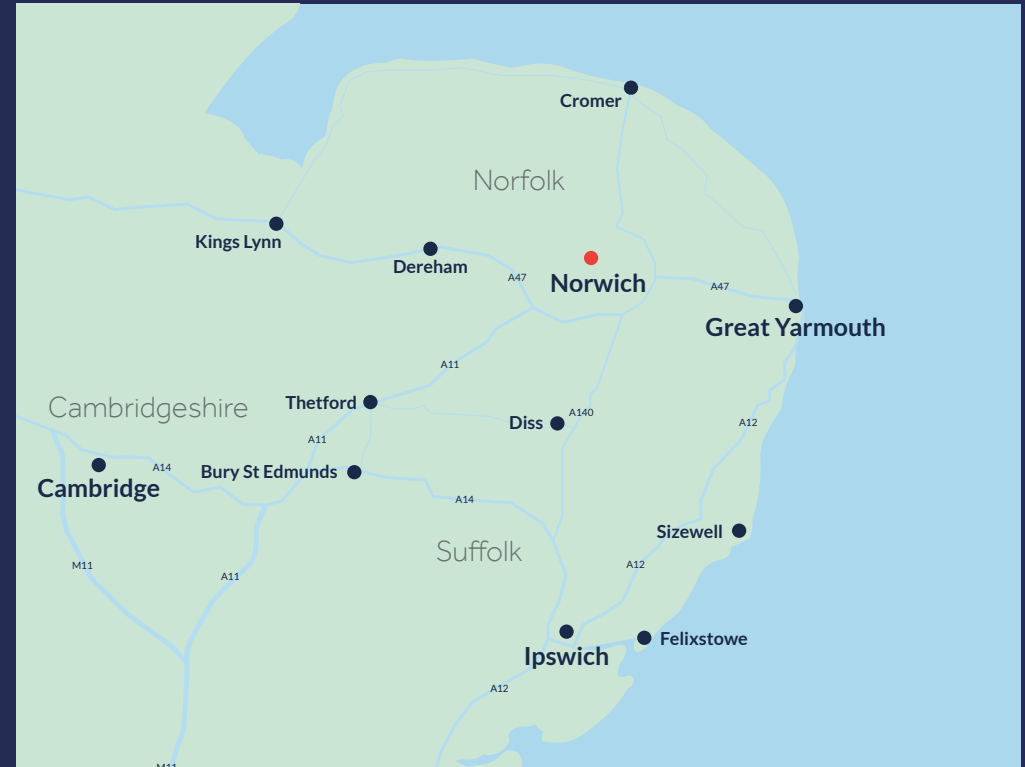 Cromer
Norfolk
Kings Lynn
Dereham
A47
Norwich
A47
Great Yarmouth
A11
Cambridgeshire
Thetford
Diss
A140
A12
A11
Cambridge
A14
Bury St Edmunds
A14
Sizewell
Suffolk
M11
A11
A12
Ipswich
Felixstowe
A12
M11